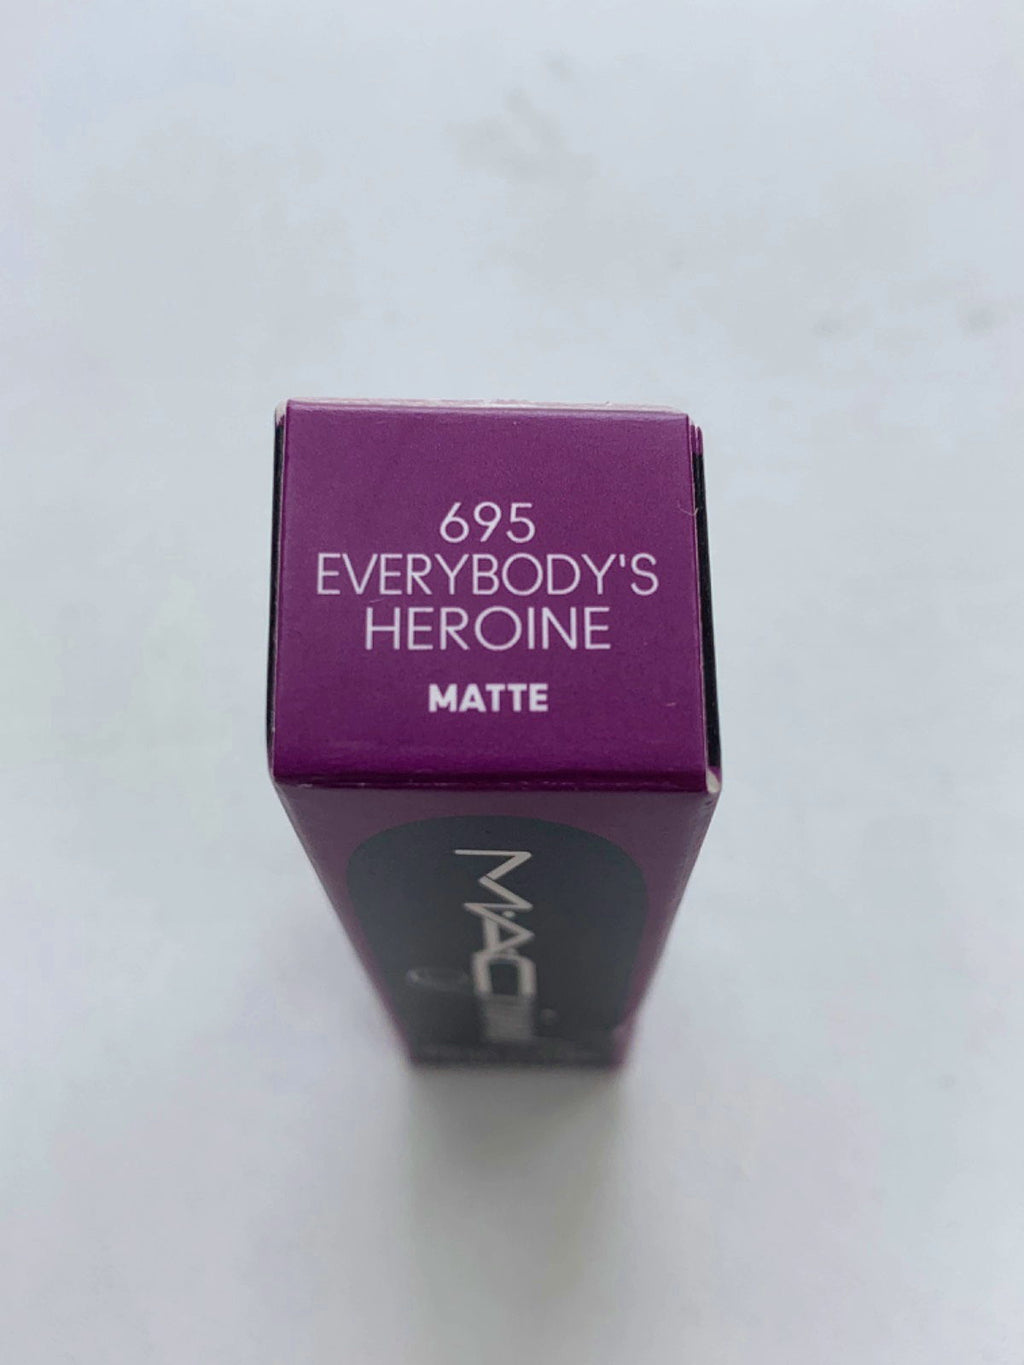 695
EVERYBODY'S
HEROINE
MATTE
M·A·C